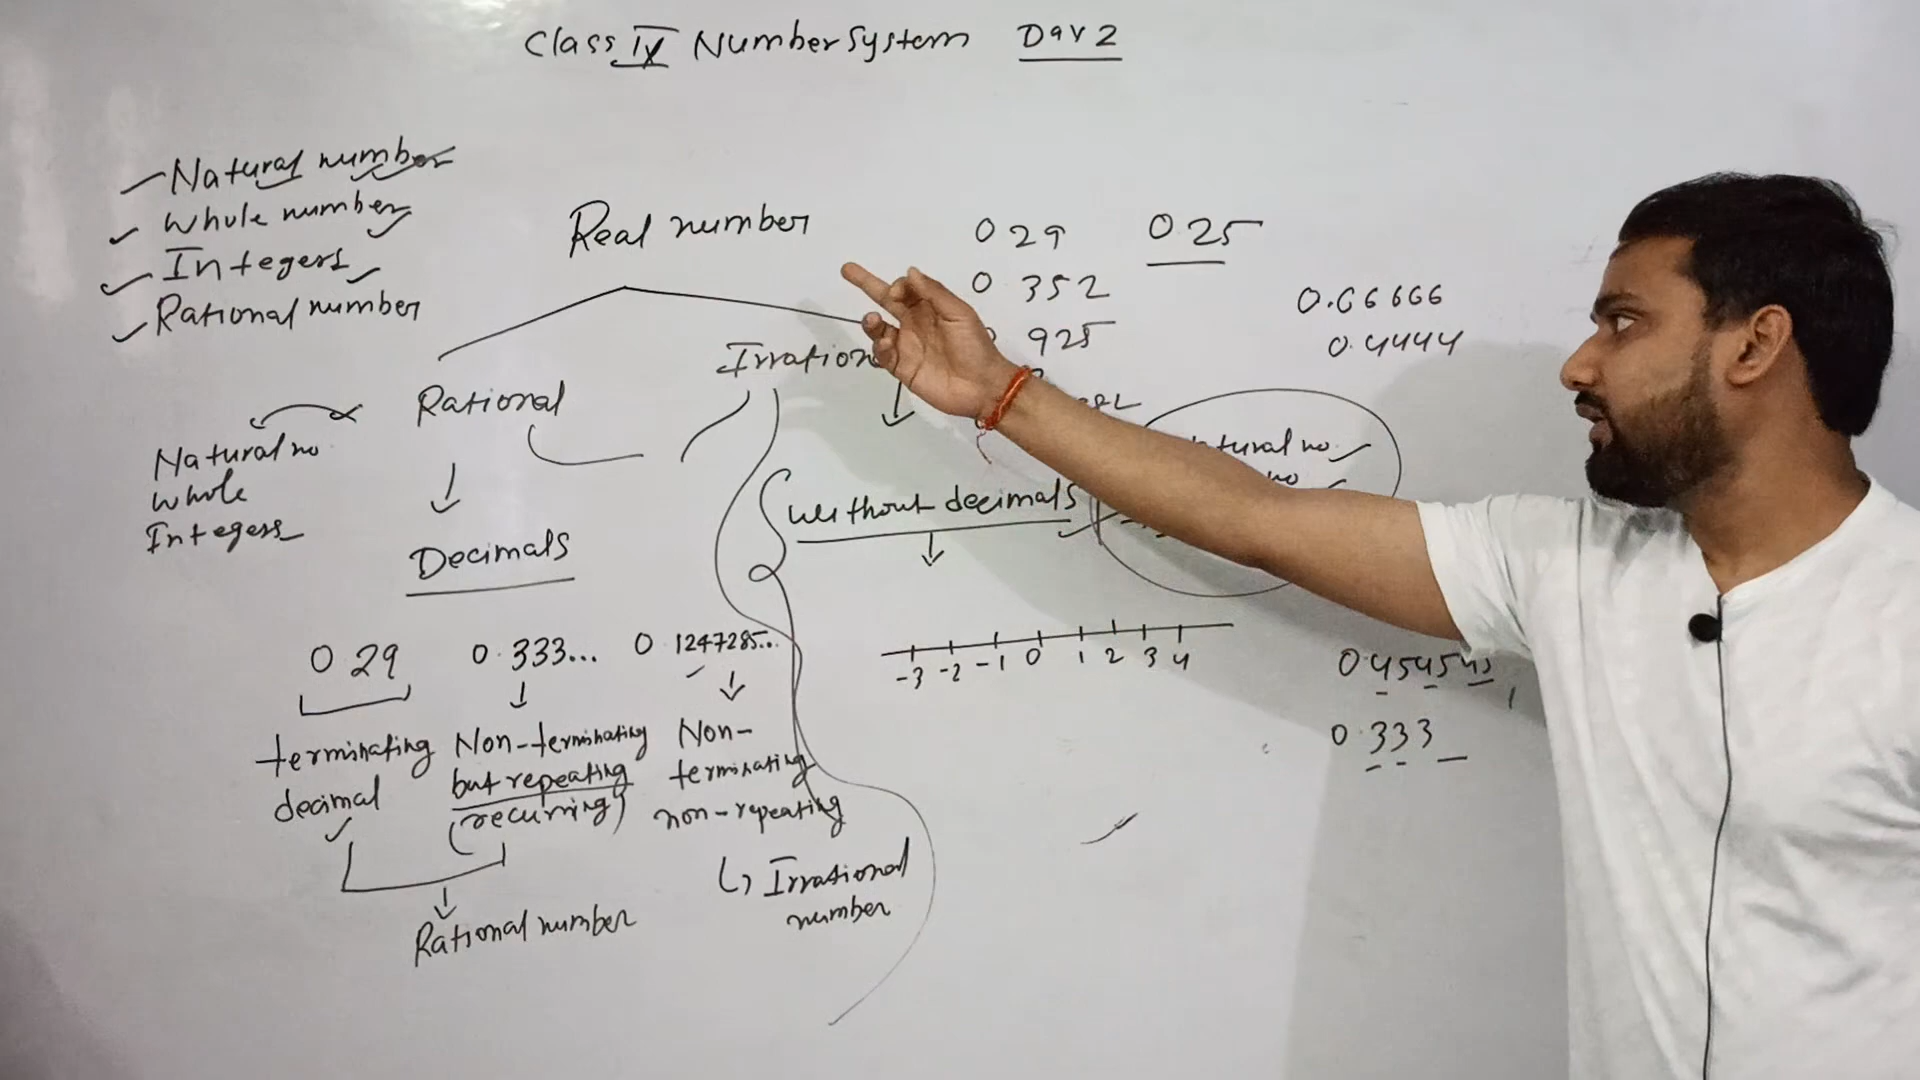 Class IX Number System Day 2
Natural number
Whole number
Integers
Rational number
Real number
Rational
Natural no
whole
Integers
Decimals
0.29
terminating
decimal
0.333...
Non-terminating
but repeating
(recurring)
Rational number
0.1247285...
Non-
terminating
non-repeating
Irrational
number
without decimals
-3 -2 -1 0 1 2 3 4
0.29
0.352
925
0.25
0.66666
0.4444
no
no
0.454545
0.333